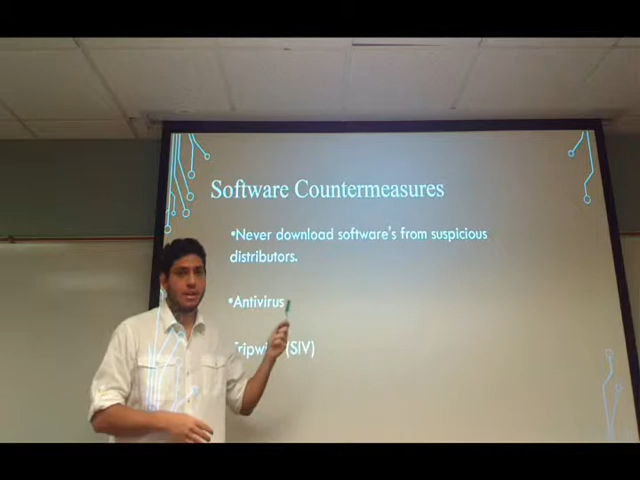 Software Countermeasures
•Never download software's from suspicious
distributors.
•Antivirus
(SIV)